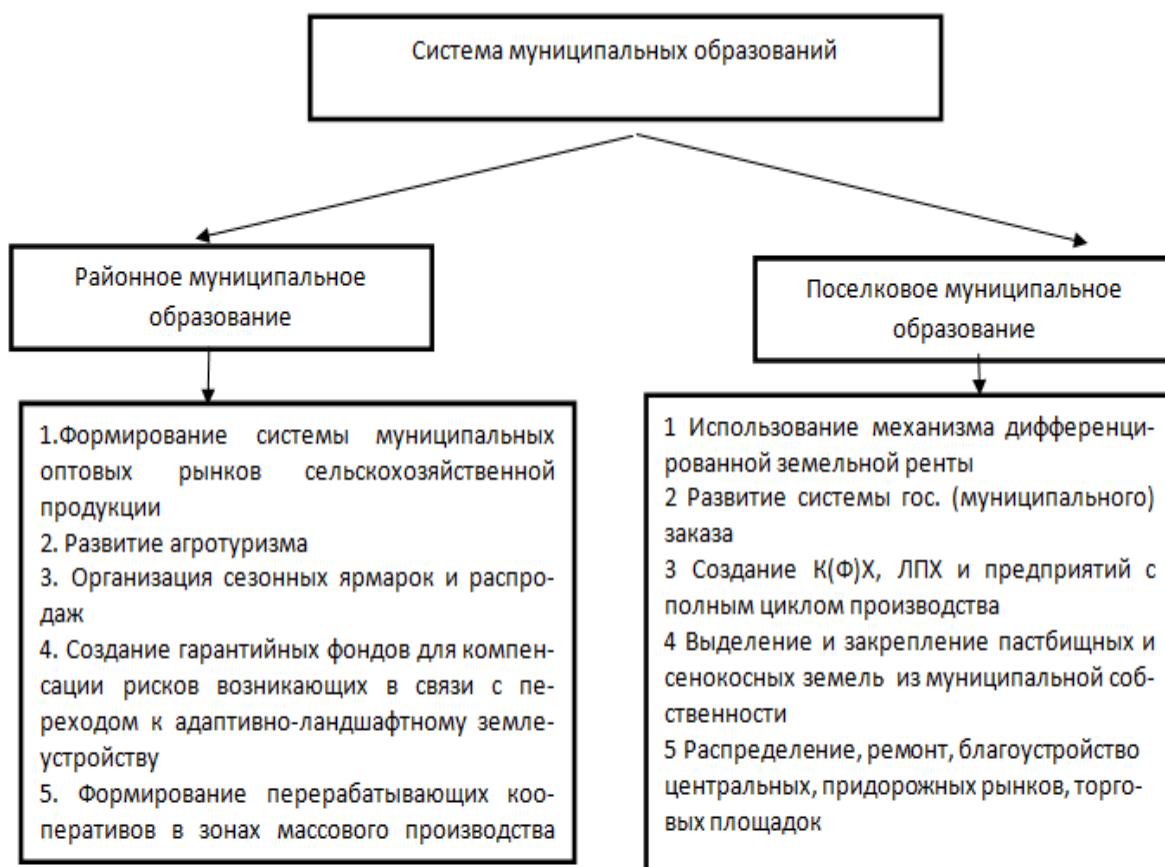 Система муниципальных образований
Районное муниципальное
образование
Поселковое муниципальное
образование
1.Формирование системы муниципальных
оптовых рынков сельскохозяйственной
продукции
2. Развитие агротуризма
3. Организация сезонных ярмарок и распро-
даж
4. Создание гарантийных фондов для компен-
сации рисков возникающих в связи с пе-
реходом к адаптивно-ландшафтному земле-
устройству
5. Формирование перерабатывающих коо-
перативов в зонах массового производства
1 Использование механизма дифференци-
рованной земельной ренты
2 Развитие системы гос. (муниципального)
заказа
3 Создание К(Ф)Х, ЛПХ и предприятий с
полным циклом производства
4 Выделение и закрепление пастбищных и
сенокосных земель из муниципальной соб-
ственности
5 Распределение, ремонт, благоустройство
центральных, придорожных рынков, торго-
вых площадок